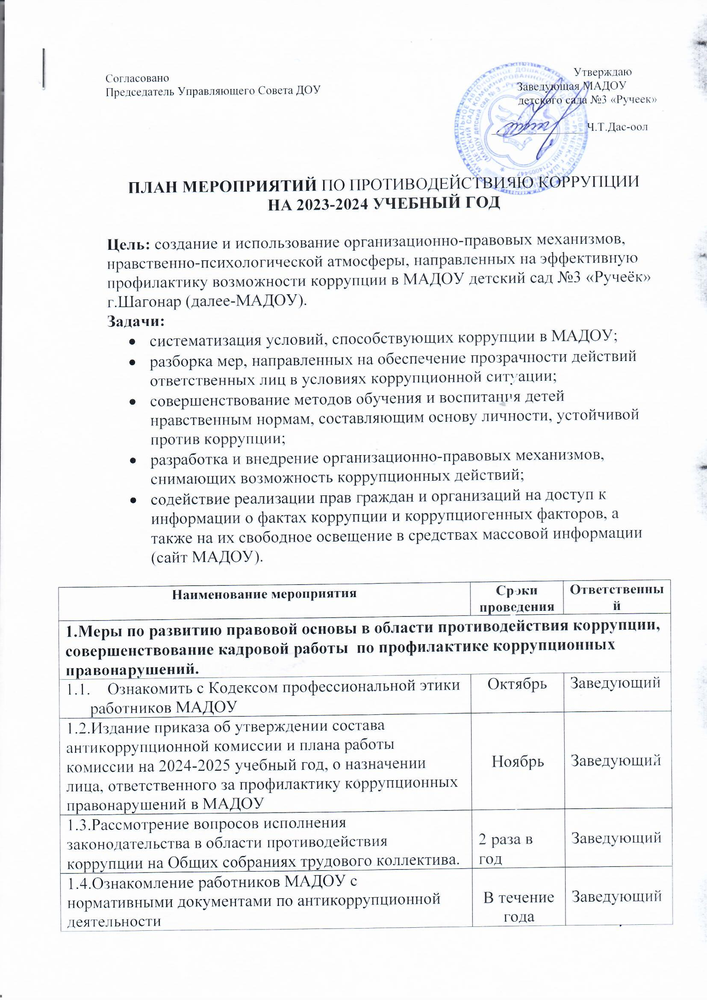 Согласовано
Председатель Управляющего Совета ДОУ
Утверждаю
Заведующая МАДОУ
детского сада №3 «Ручеек»
Ч.Т.Дас-оол
ПЛАН МЕРОПРИЯТИЙ ПО ПРОТИВОДЕЙСТВИЯЮ КОРРУПЦИИ
НА 2023-2024 УЧЕБНЫЙ ГОД
Цель: создание и использование организационно-правовых механизмов,
нравственно-психологической атмосферы, направленных на эффективную
профилактику возможности коррупции в МАДОУ детский сад №3 «Ручеёк»
г.Шагонар (далее-МАДОУ).
Задачи:
• систематизация условий, способствующих коррупции в МАДОУ;
• разборка мер, направленных на обеспечение прозрачности действий
ответственных лиц в условиях коррупционной ситуации;
• совершенствование методов обучения и воспитания детей
нравственным нормам, составляющим основу личности, устойчивой
против коррупции;
• разработка и внедрение организационно-правовых механизмов,
снимающих возможность коррупционных действий;
• содействие реализации прав граждан и организаций на доступ к
информации о фактах коррупции и коррупциогенных факторов, а
также на их свободное освещение в средствах массовой информации
(сайт МАДОУ).
Наименование мероприятия
Сроки
проведения
Ответственны
й
1.Меры по развитию правовой основы в области противодействия коррупции,
совершенствование кадровой работы по профилактике коррупционных
правонарушений.
1.1. Ознакомить с Кодексом профессиональной этики
работников МАДОУ
Октябрь
Заведующий
1.2.Издание приказа об утверждении состава
антикоррупционной комиссии и плана работы
комиссии на 2024-2025 учебный год, о назначении
лица, ответственного за профилактику коррупционных
правонарушений в МАДОУ
Ноябрь
Заведующий
1.3.Рассмотрение вопросов исполнения
законодательства в области противодействия
коррупции на Общих собраниях трудового коллектива.
2 раза в
год
Заведующий
1.4.Ознакомление работников МАДОУ с
нормативными документами по антикоррупционной
деятельности
В течение
года
Заведующий